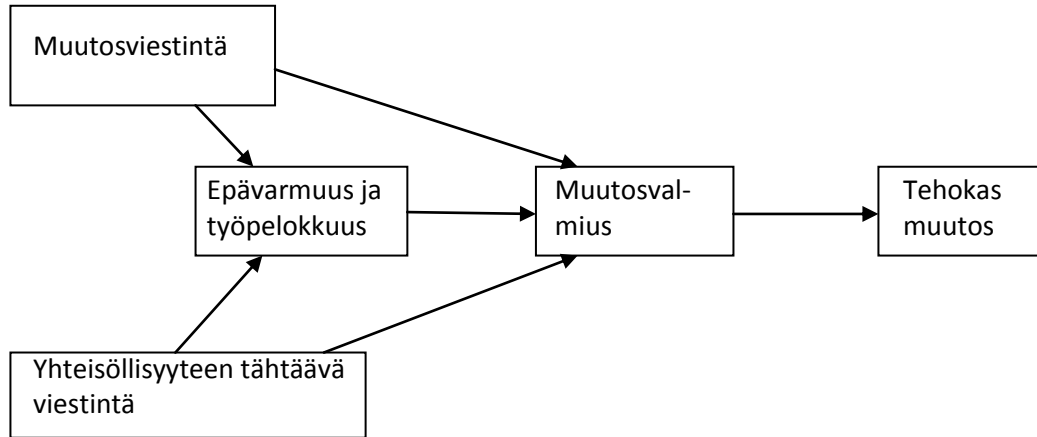 Muutosviestintä
Epävarmuus ja
työpelokkuus
Muutosval-
mius
Tehokas
muutos
Yhteisöllisyyteen tähtäävä
viestintä